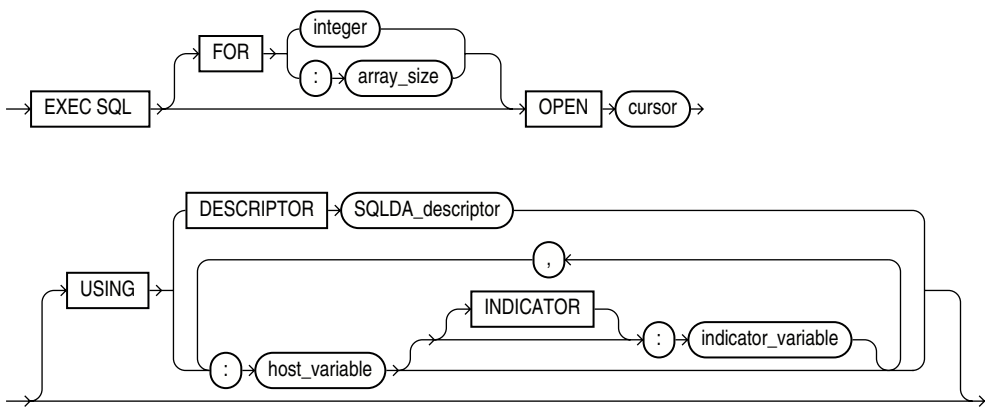 integer
FOR
: array_size
EXEC SQL OPEN cursor
DESCRIPTOR SQLDA_descriptor
,
USING
INDICATOR
: indicator_variable
: host_variable